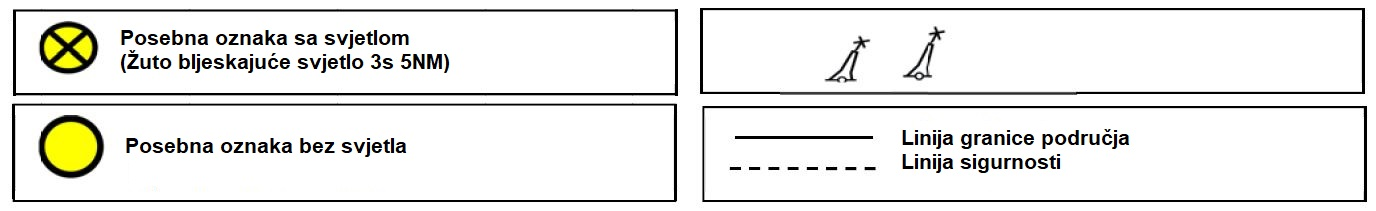 Posebna oznaka sa svjetlom
(Žuto bljeskajuće svjetlo 3s 5NM)
Posebna oznaka bez svjetla
Linija granice područja
Linija sigurnosti